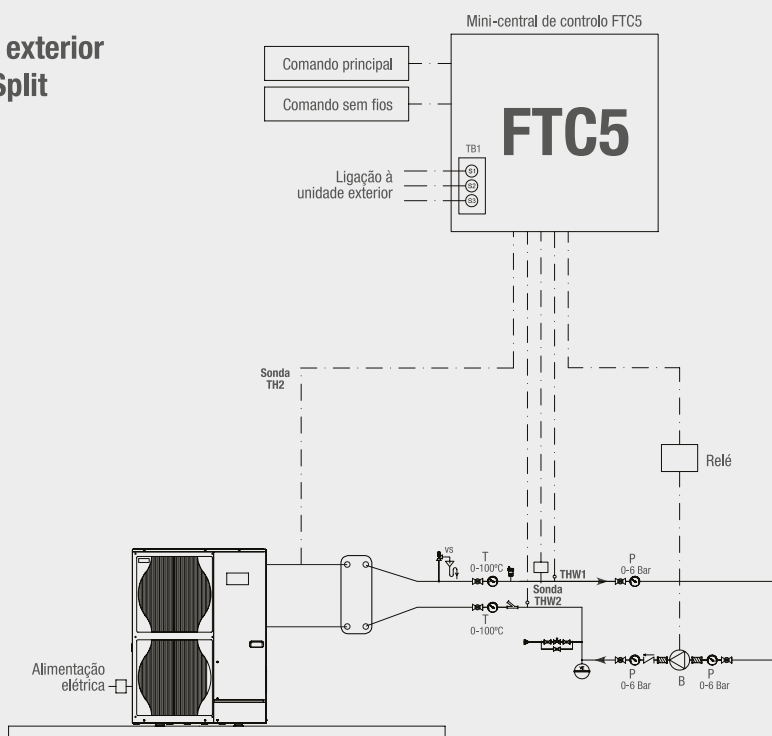 exterior
Split
Mini-central de controlo FTC5
Comando principal
Comando sem fios
FTC5
TB1
S1
S2
S3
Ligação à
unidade exterior
Sonda
TH2
Relé
VS
T
0-100ºC
THW1
P
0-6 Bar
Sonda
THW2
T
0-100ºC
Alimentação
elétrica
VE
P
0-6 Bar
B
P
0-6 Bar